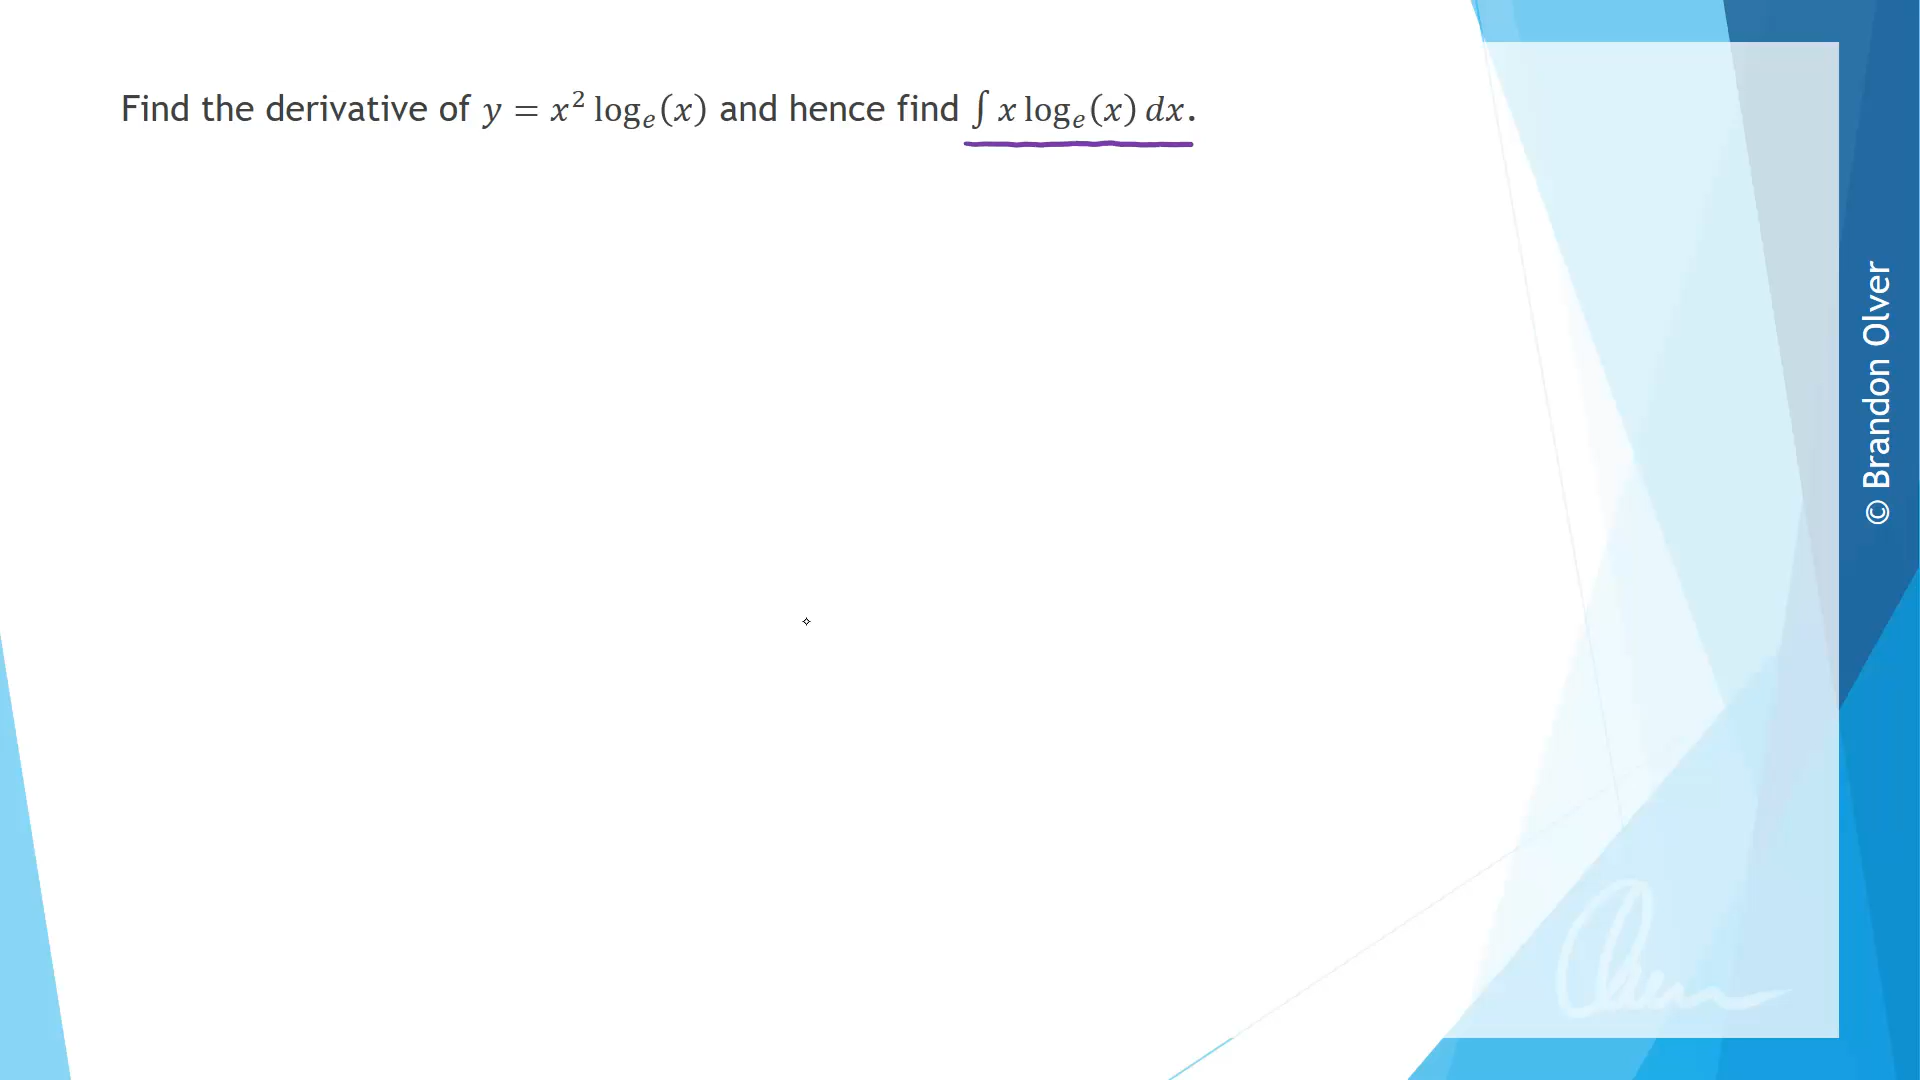 Find the derivative of y = x² logₑ(x) and hence find ∫ x logₑ(x) dx.
© Brandon Olver